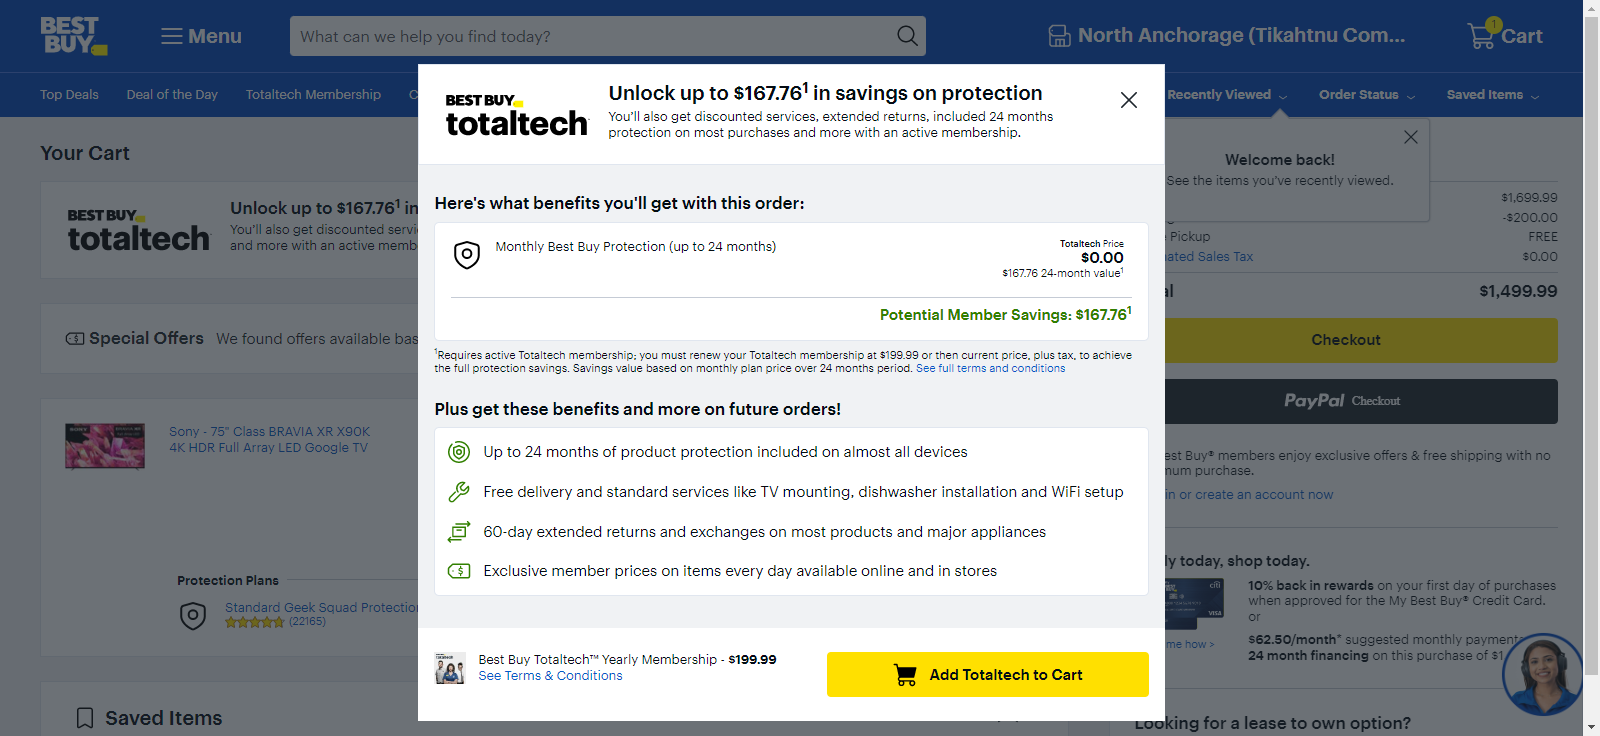 BEST BUY
Menu
What can we help you find today?
North Anchorage (Tikahtnu Com...
1
Cart
Top Deals
Deal of the Day
Totaltech Membership
Recently Viewed
Order Status
Saved Items
BEST BUY
totaltech
Unlock up to $167.76¹ in savings on protection
You'll also get discounted services, extended returns, included 24 months
protection on most purchases and more with an active membership.
Welcome back!
See the items you've recently viewed.
Your Cart
BEST BUY
totaltech
Unlock up to $167.76¹ in
You'll also get discounted servi
and more with an active memb
Here's what benefits you'll get with this order:
Monthly Best Buy Protection (up to 24 months)
Totaltech Price
$0.00
$167.76 24-month value¹
Potential Member Savings: $167.76¹
¹Requires active Totaltech membership; you must renew your Totaltech membership at $199.99 or then current price, plus tax, to achieve
the full protection savings. Savings value based on monthly plan price over 24 months period. See full terms and conditions
$1,699.99
-$200.00
Pickup
FREE
ated Sales Tax
$0.00
al
$1,499.99
Checkout
PayPal Checkout
Special Offers
We found offers available bas
Plus get these benefits and more on future orders!
Up to 24 months of product protection included on almost all devices
Free delivery and standard services like TV mounting, dishwasher installation and WiFi setup
60-day extended returns and exchanges on most products and major appliances
Exclusive member prices on items every day available online and in stores
SONY
Sony - 75" Class BRAVIA XR X90K
4K HDR Full Array LED Google TV
est Buy® members enjoy exclusive offers & free shipping with no
num purchase.
in or create an account now
Protection Plans
Standard Geek Squad Protectio
(22165)
ly today, shop today.
citi
VISA
10% back in rewards on your first day of purchases
when approved for the My Best Buy® Credit Card.
or
me how >
$62.50/month* suggested monthly payments
24 month financing on this purchase of $1
totaltech
Best Buy Totaltech™ Yearly Membership - $199.99
See Terms & Conditions
Add Totaltech to Cart
Saved Items
Looking for a lease to own option?